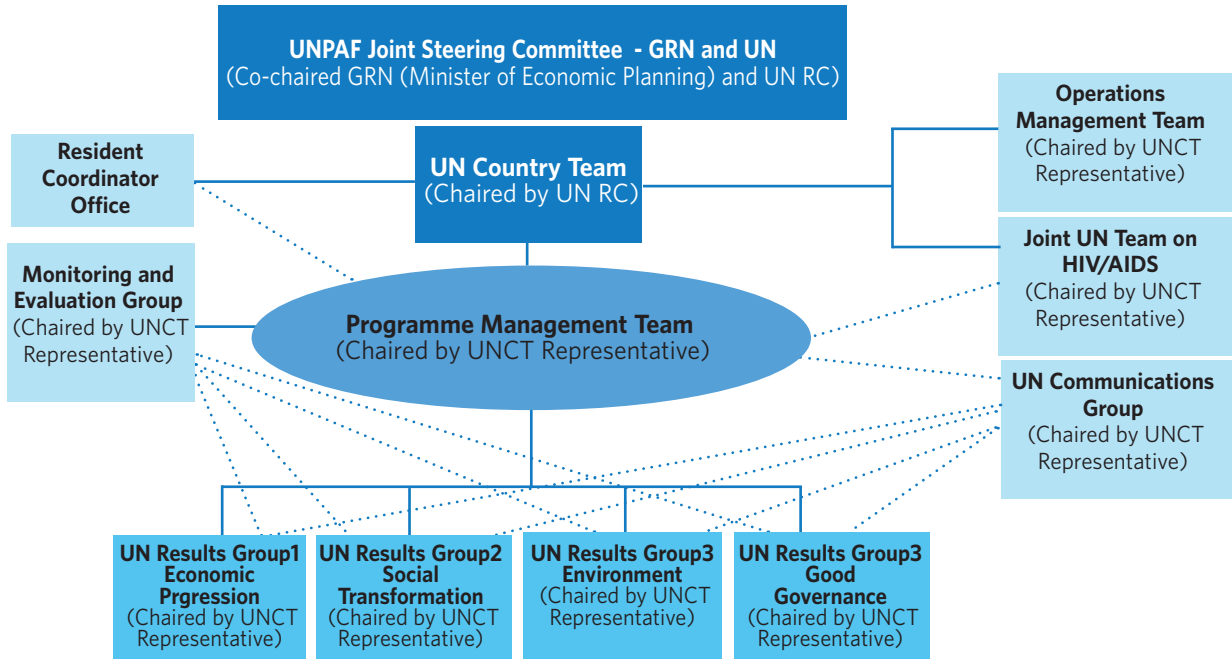 UNPAF Joint Steering Committee - GRN and UN
(Co-chaired GRN (Minister of Economic Planning) and UN RC)
Resident
Coordinator
Office
UN Country Team
(Chaired by UN RC)
Operations
Management Team
(Chaired by UNCT
Representative)
Monitoring and
Evaluation Group
(Chaired by UNCT
Representative)
Programme Management Team
(Chaired by UNCT Representative)
Joint UN Team on
HIV/AIDS
(Chaired by UNCT
Representative)
UN Communications
Group
(Chaired by UNCT
Representative)
UN Results Group1
Economic
Prgression
(Chaired by UNCT
Representative)
UN Results Group2
Social
Transformation
(Chaired by UNCT
Representative)
UN Results Group3
Environment
(Chaired by UNCT
Representative)
UN Results Group3
Good
Governance
(Chaired by UNCT
Representative)